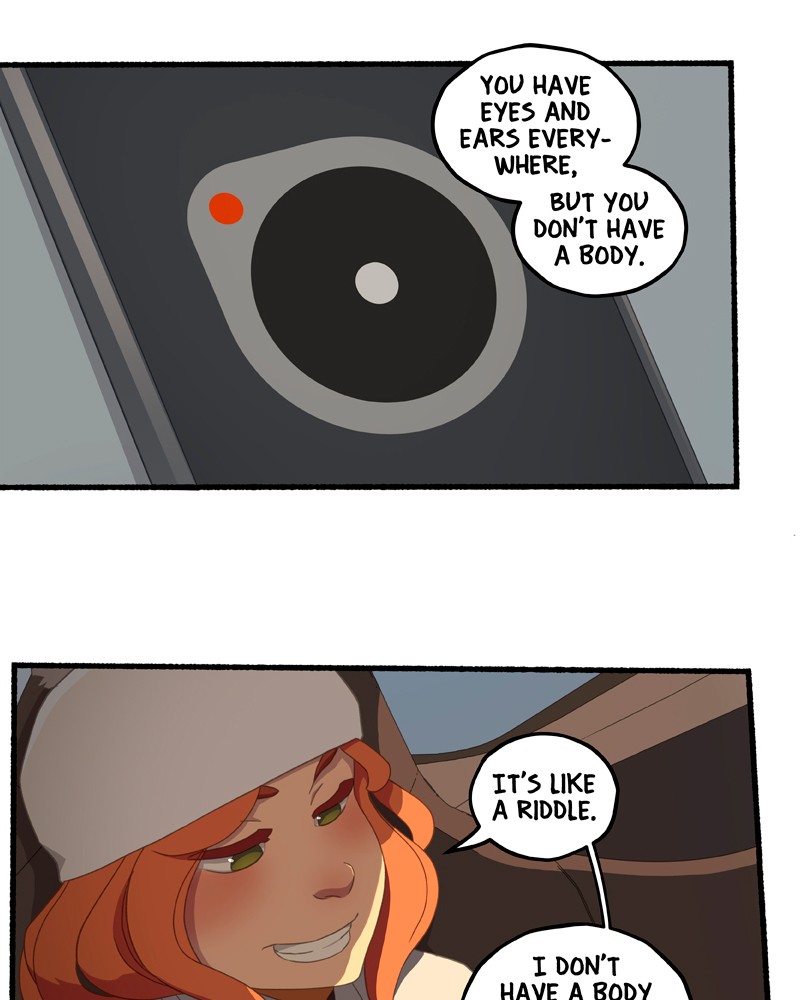 YOU HAVE
EYES AND
EARS EVERY-
WHERE,
BUT YOU
DON'T HAVE
A BODY.
IT'S LIKE
A RIDDLE.
I DON'T
HAVE A BODY